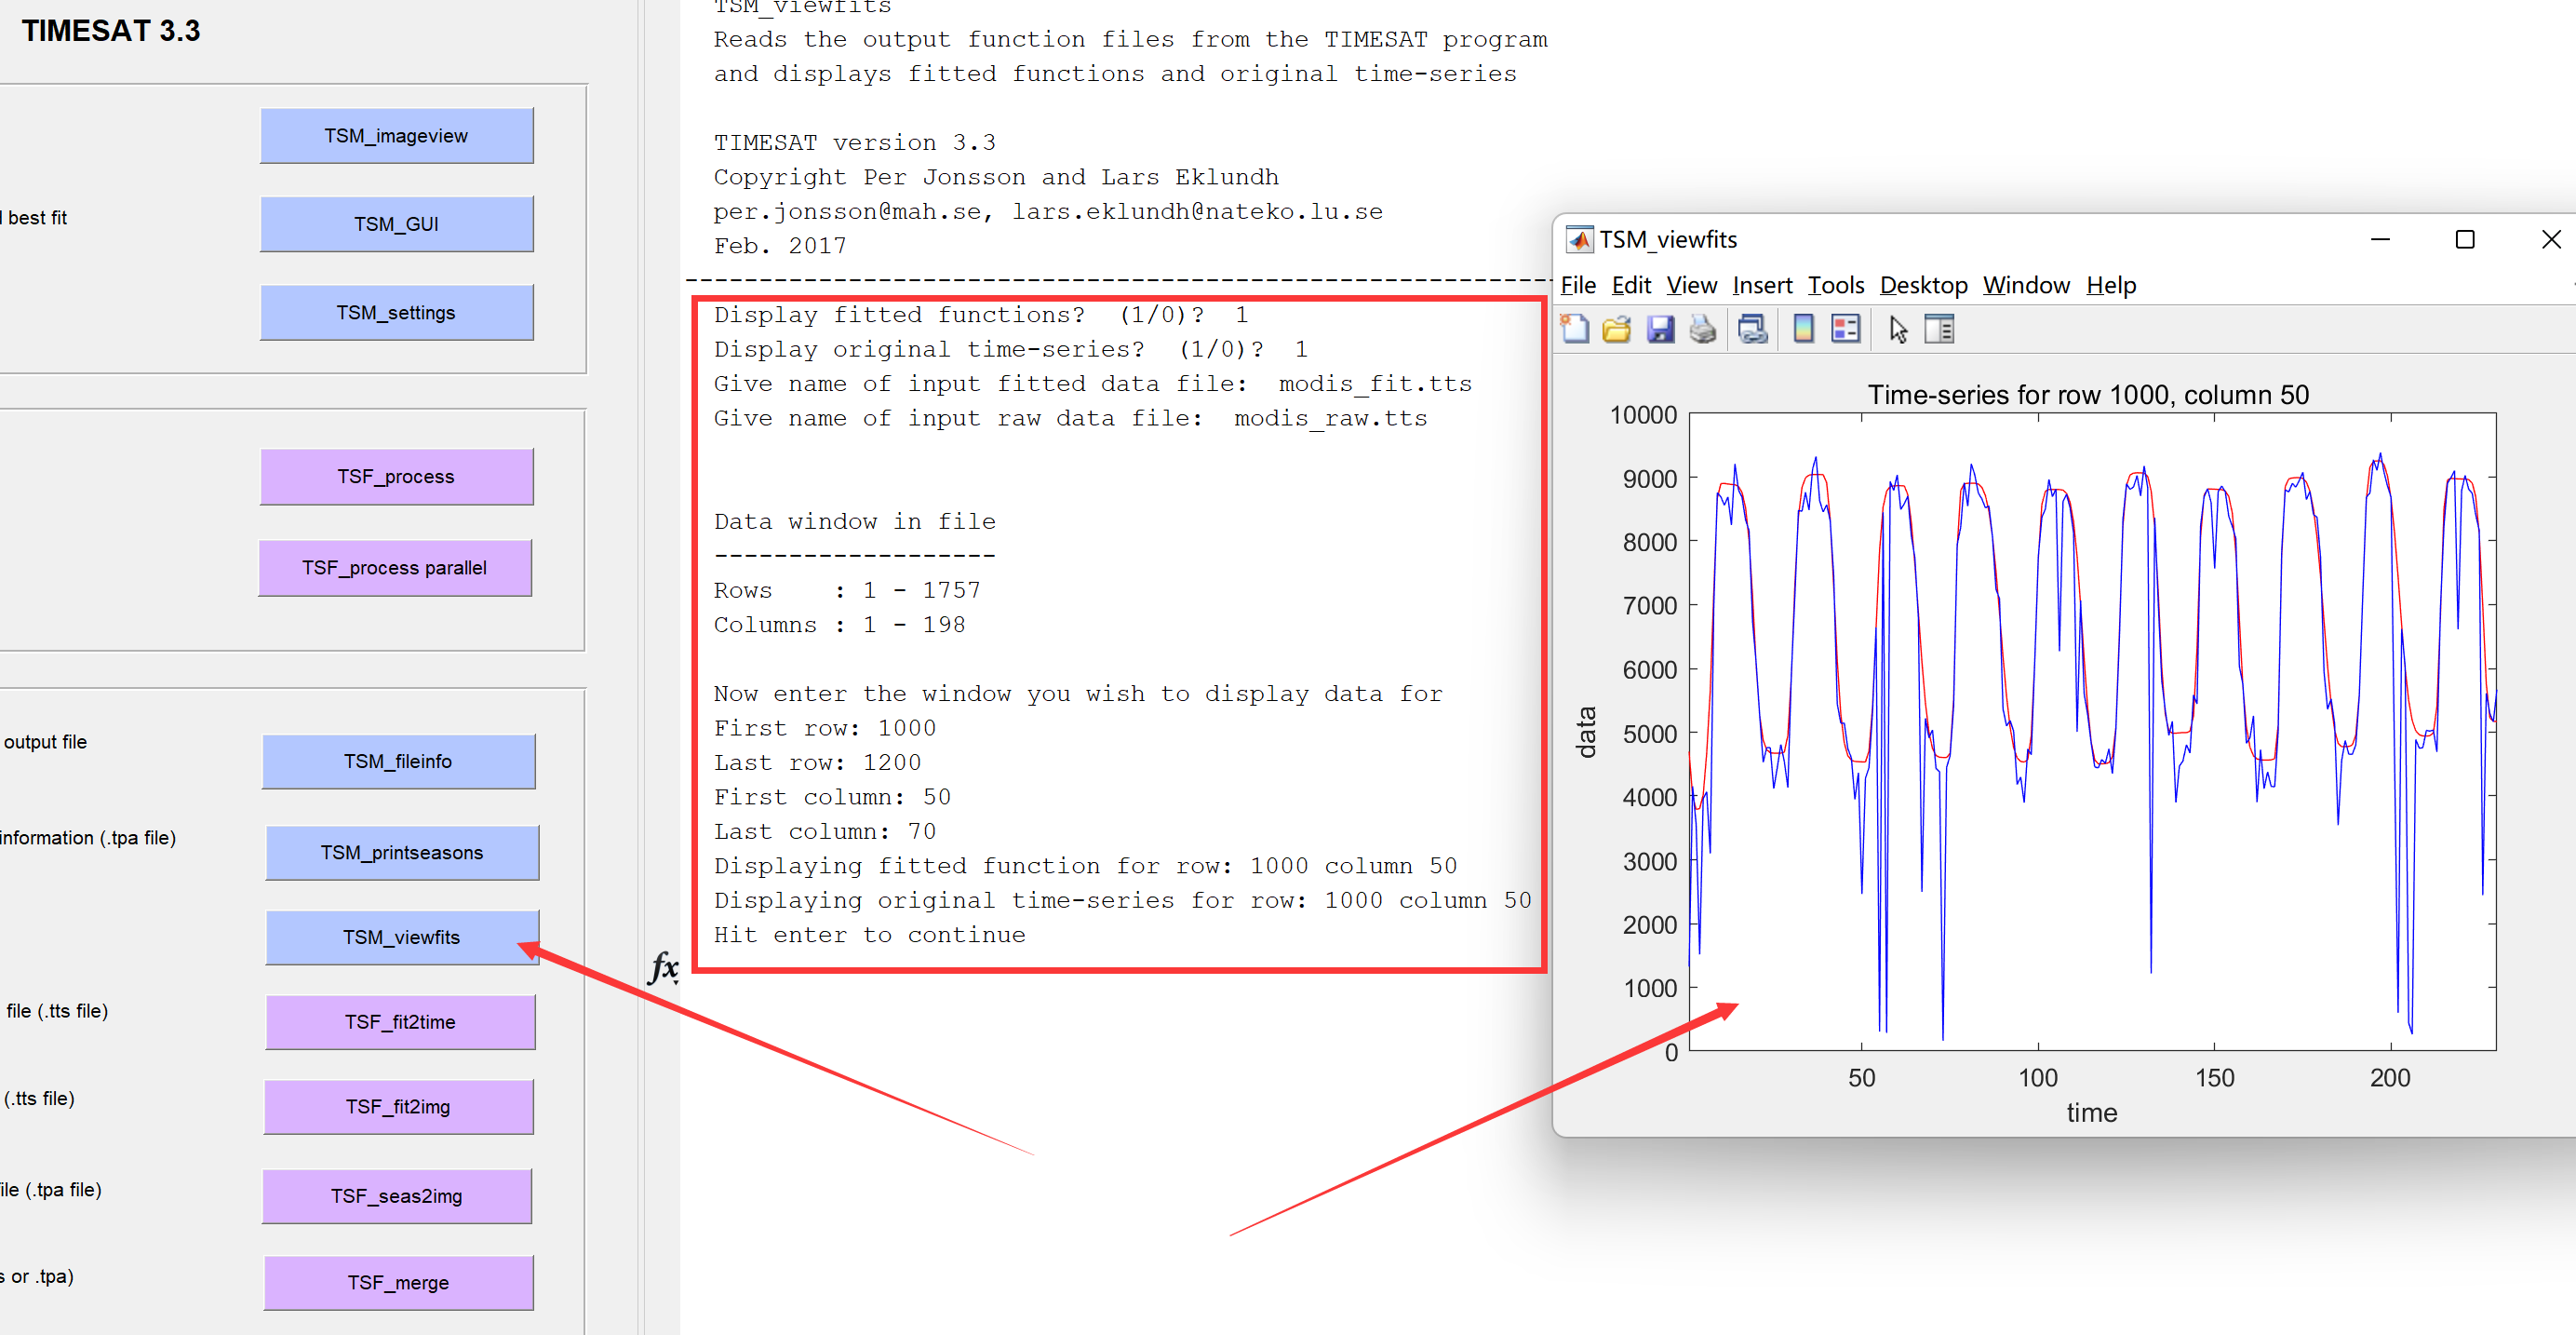 TIMESAT 3.3
TSM_imageview
best fit
TSM_GUI
TSM_settings
TSF_process
TSF_process parallel
output file
TSM_fileinfo
information (.tpa file)
TSM_printseasons
TSM_viewfits
file (.tts file)
TSF_fit2time
(.tts file)
TSF_fit2img
file (.tpa file)
TSF_seas2img
or .tpa)
TSF_merge
TSM_viewfits
Reads the output function files from the TIMESAT program
and displays fitted functions and original time-series
TIMESAT version 3.3
Copyright Per Jonsson and Lars Eklundh
per.jonsson@mah.se, lars.eklundh@nateko.lu.se
Feb. 2017
----------------------------------------------------------
Display fitted functions?  (1/0)?  1
Display original time-series?  (1/0)?  1
Give name of input fitted data file:  modis_fit.tts
Give name of input raw data file:  modis_raw.tts
Data window in file
-------------------
Rows    : 1 - 1757
Columns : 1 - 198
Now enter the window you wish to display data for
First row: 1000
Last row: 1200
First column: 50
Last column: 70
Displaying fitted function for row: 1000 column 50
Displaying original time-series for row: 1000 column 50
Hit enter to continue
fx
TSM_viewfits
File Edit View Insert Tools Desktop Window Help
Time-series for row 1000, column 50
10000
9000
8000
7000
6000
5000
4000
3000
2000
1000
0
data
50 100 150 200
time